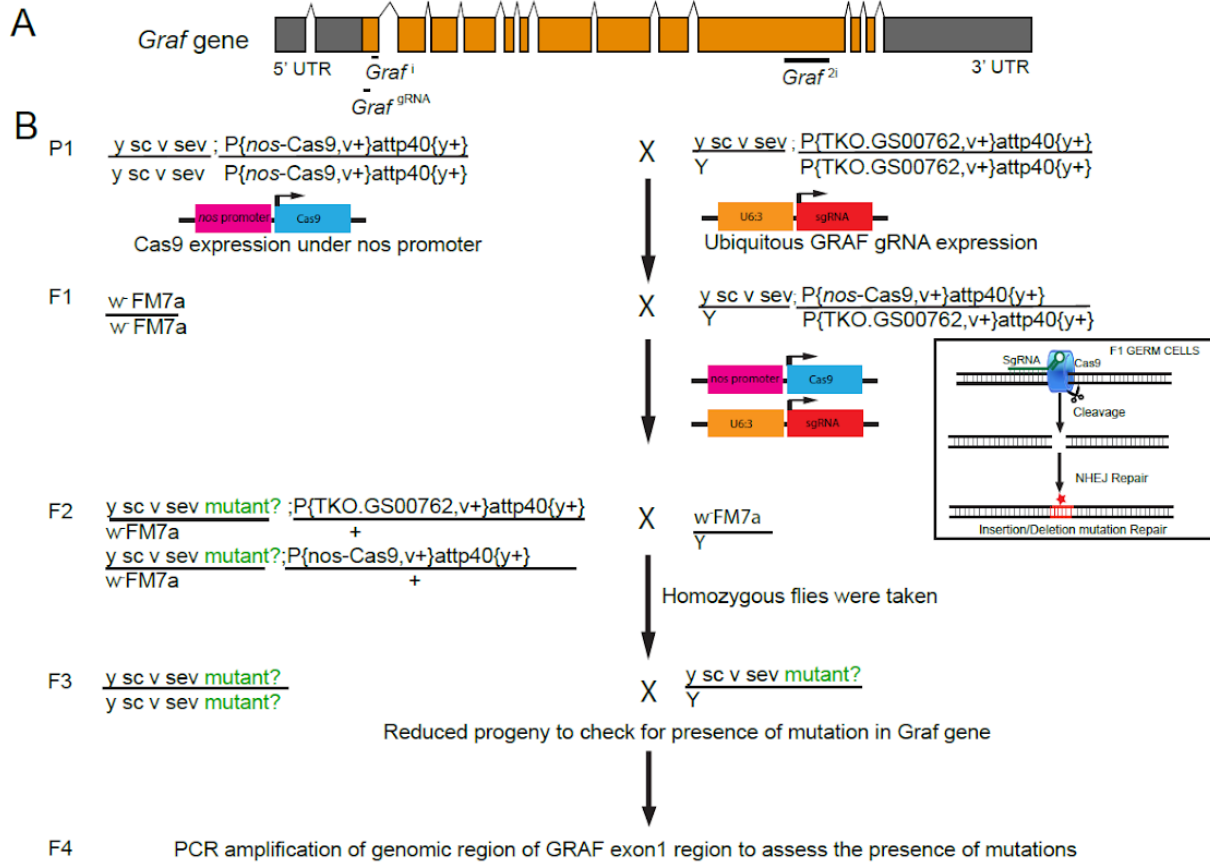 A
Graf gene
5' UTR
3' UTR
Graf i
Graf 2i
Graf gRNA
B
P1
y sc v sev ; P{nos-Cas9,v+}attp40{y+}
y sc v sev P{nos-Cas9,v+}attp40{y+}
X
y sc v sev ; P{TKO.GS00762,v+}attp40{y+}
Y P{TKO.GS00762,v+}attp40{y+}
nos promoter Cas9
Cas9 expression under nos promoter
U6:3 sgRNA
Ubiquitous GRAF gRNA expression
F1
w- FM7a
w- FM7a
X
y sc v sev; P{nos-Cas9,v+}attp40{y+}
Y P{TKO.GS00762,v+}attp40{y+}
nos promoter Cas9
U6:3 sgRNA
F1 GERM CELLS
SgRNA
Cas9
Cleavage
NHEJ Repair
Insertion/Deletion mutation Repair
F2
y sc v sev mutant? ;P{TKO.GS00762,v+}attp40{y+}
w-FM7a +
y sc v sev mutant?;P{nos-Cas9,v+}attp40{y+}
w-FM7a +
X
w-FM7a
Y
Homozygous flies were taken
F3
y sc v sev mutant?
y sc v sev mutant?
X
y sc v sev mutant?
Y
Reduced progeny to check for presence of mutation in Graf gene
F4
PCR amplification of genomic region of GRAF exon1 region to assess the presence of mutations